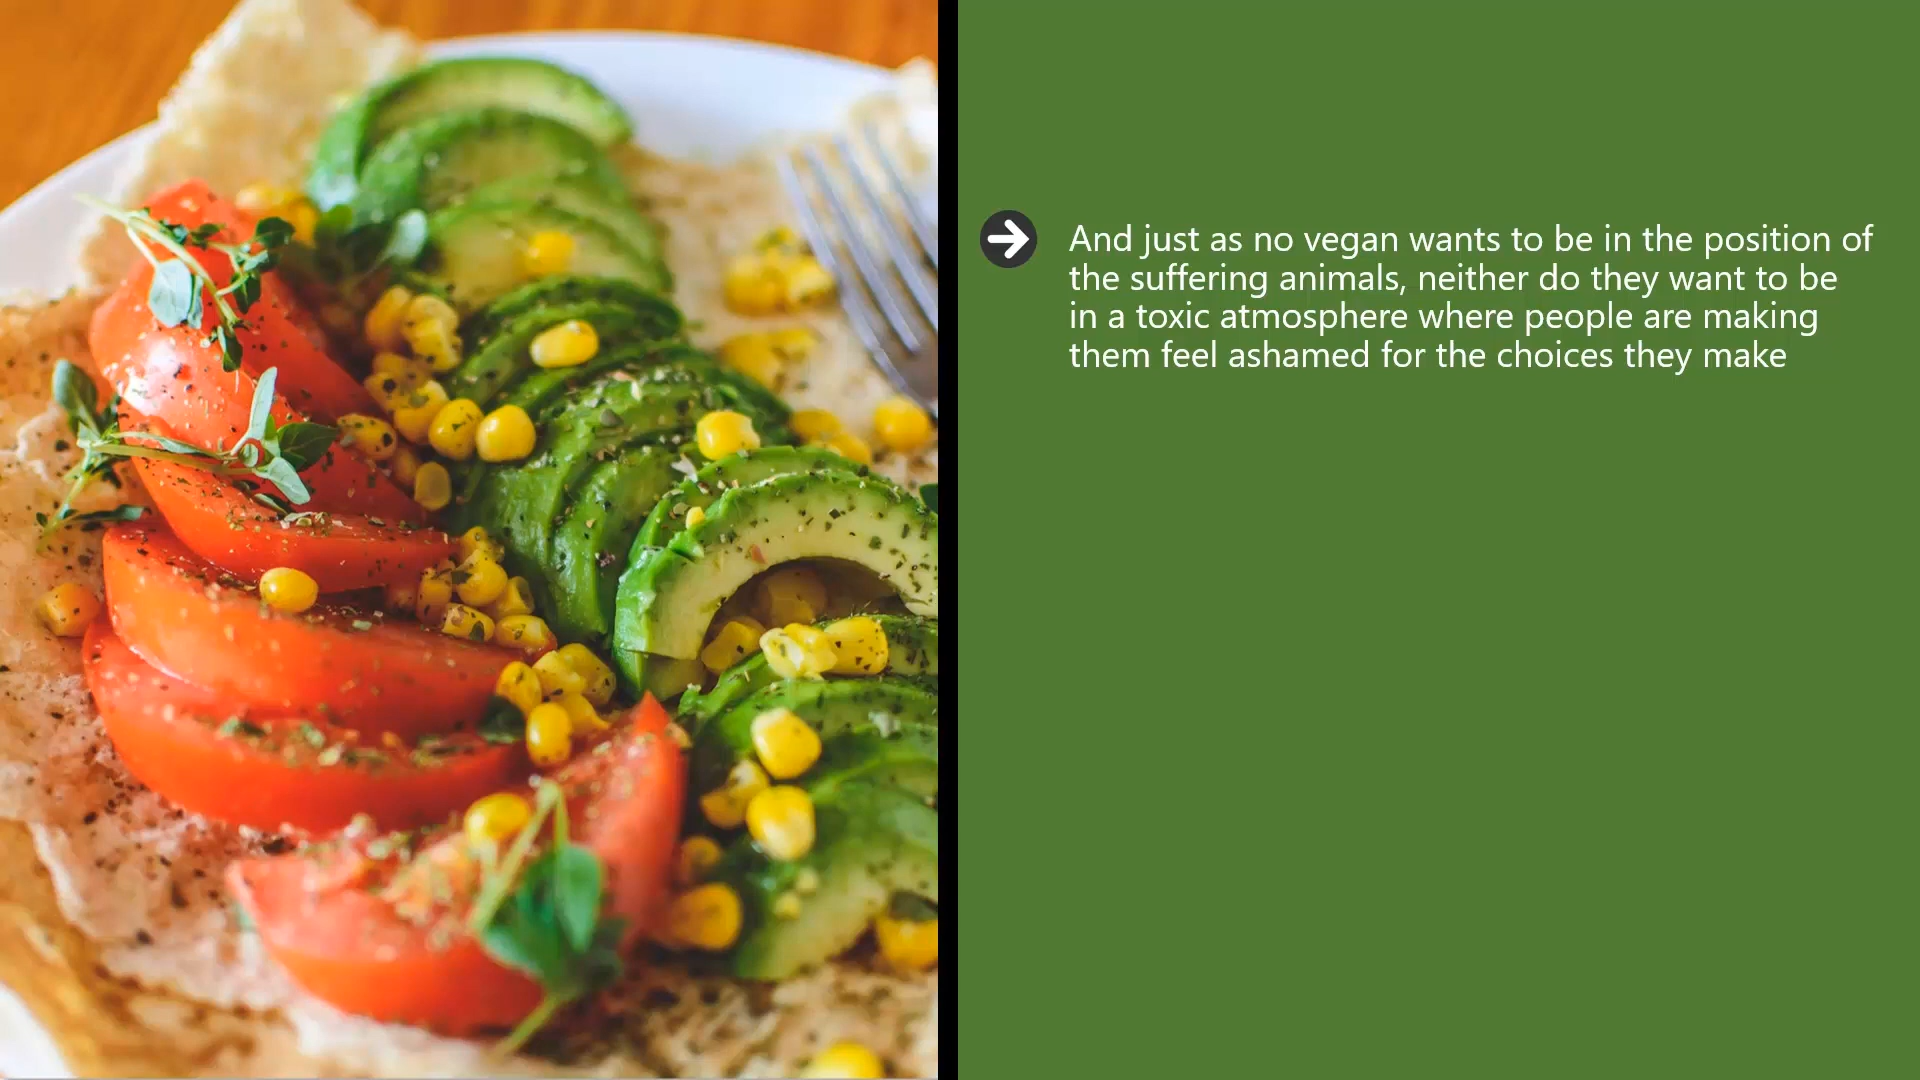 And just as no vegan wants to be in the position of
the suffering animals, neither do they want to be
in a toxic atmosphere where people are making
them feel ashamed for the choices they make